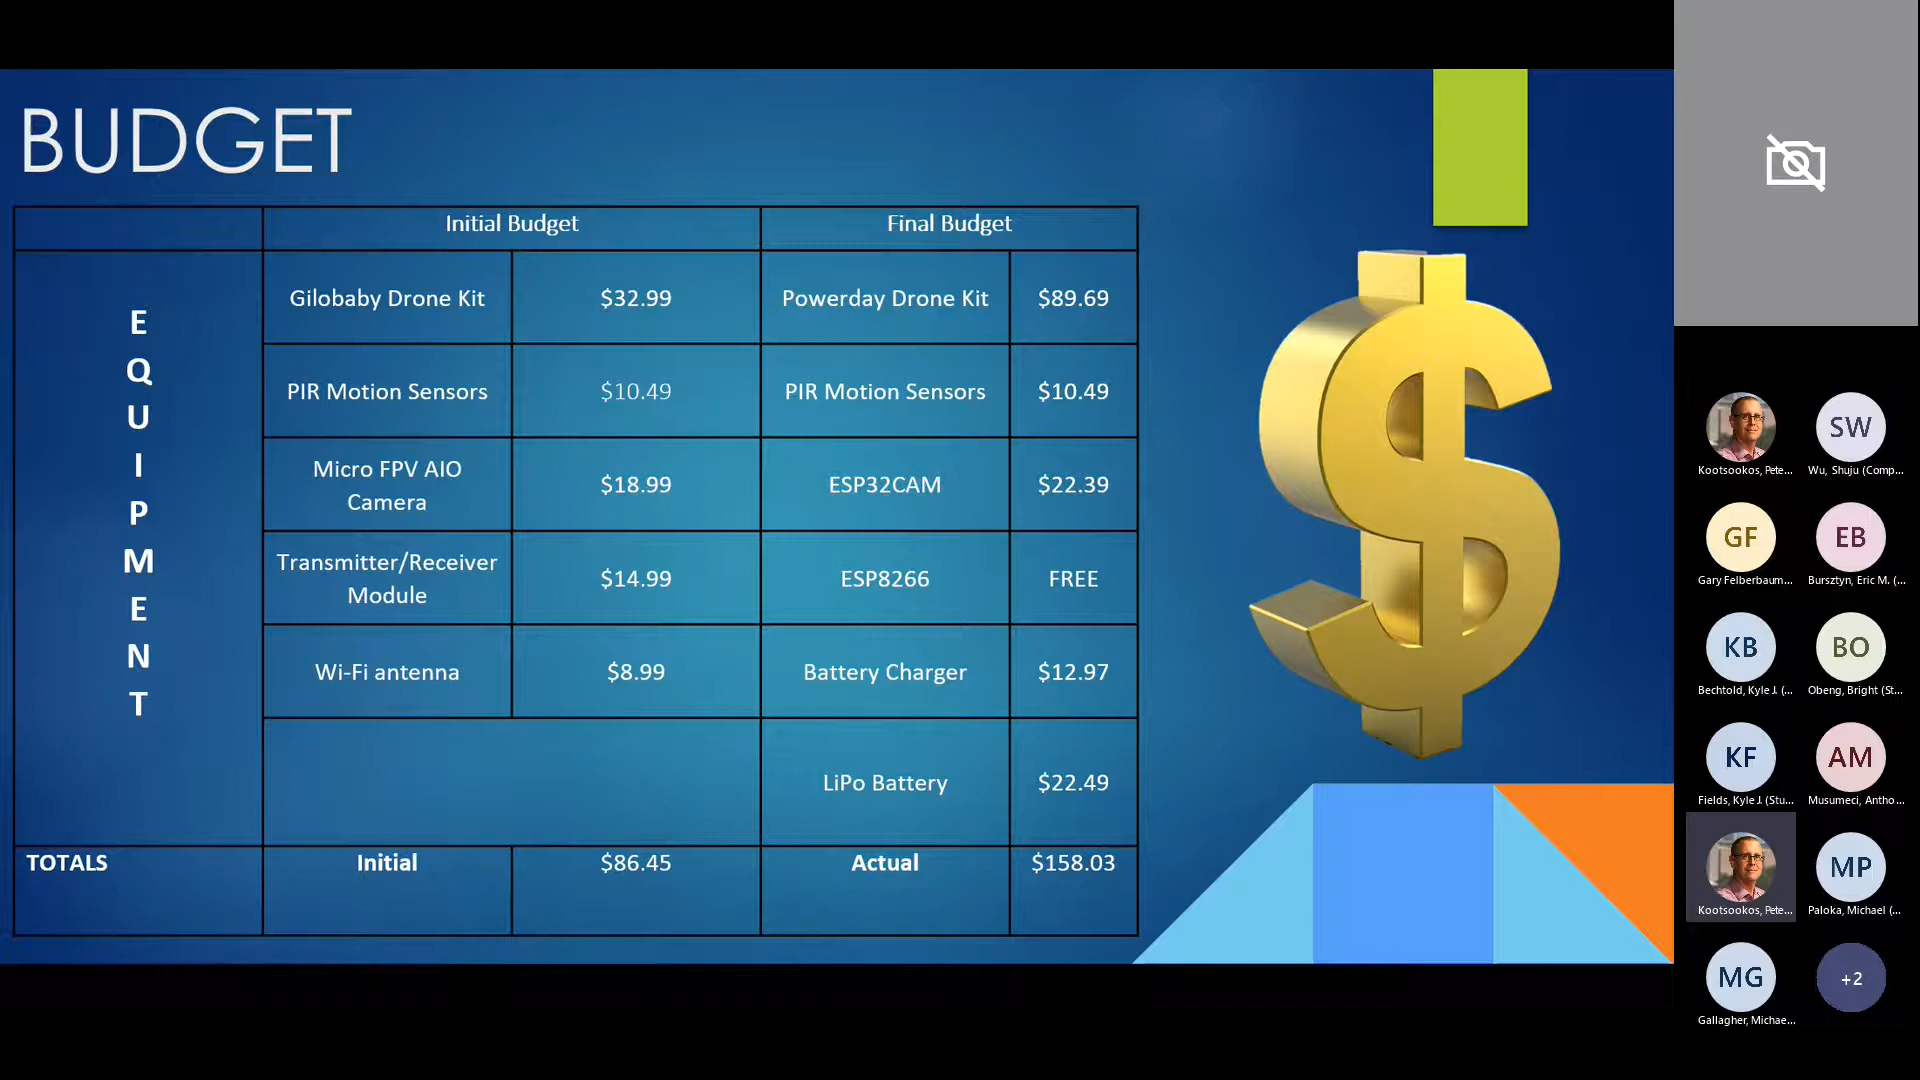 BUDGET
Initial Budget
Final Budget
EQUIPMENT
Gilobaby Drone Kit
$32.99
Powerday Drone Kit
$89.69
PIR Motion Sensors
$10.49
PIR Motion Sensors
$10.49
Micro FPV AIO
Camera
$18.99
ESP32CAM
$22.39
Transmitter/Receiver
Module
$14.99
ESP8266
FREE
Wi-Fi antenna
$8.99
Battery Charger
$12.97
LiPo Battery
$22.49
TOTALS
Initial
$86.45
Actual
$158.03
Kootsookos, Pete...
SW
Wu, Shuju (Comp...
GF
Gary Felberbaum...
EB
Bursztyn, Eric M. (...
KB
Bechtold, Kyle J. (...
BO
Obeng, Bright (St...
KF
Fields, Kyle J. (Stu...
AM
Musumeci, Antho...
Kootsookos, Pete...
MP
Paloka, Michael (...
MG
Gallagher, Michae...
+2